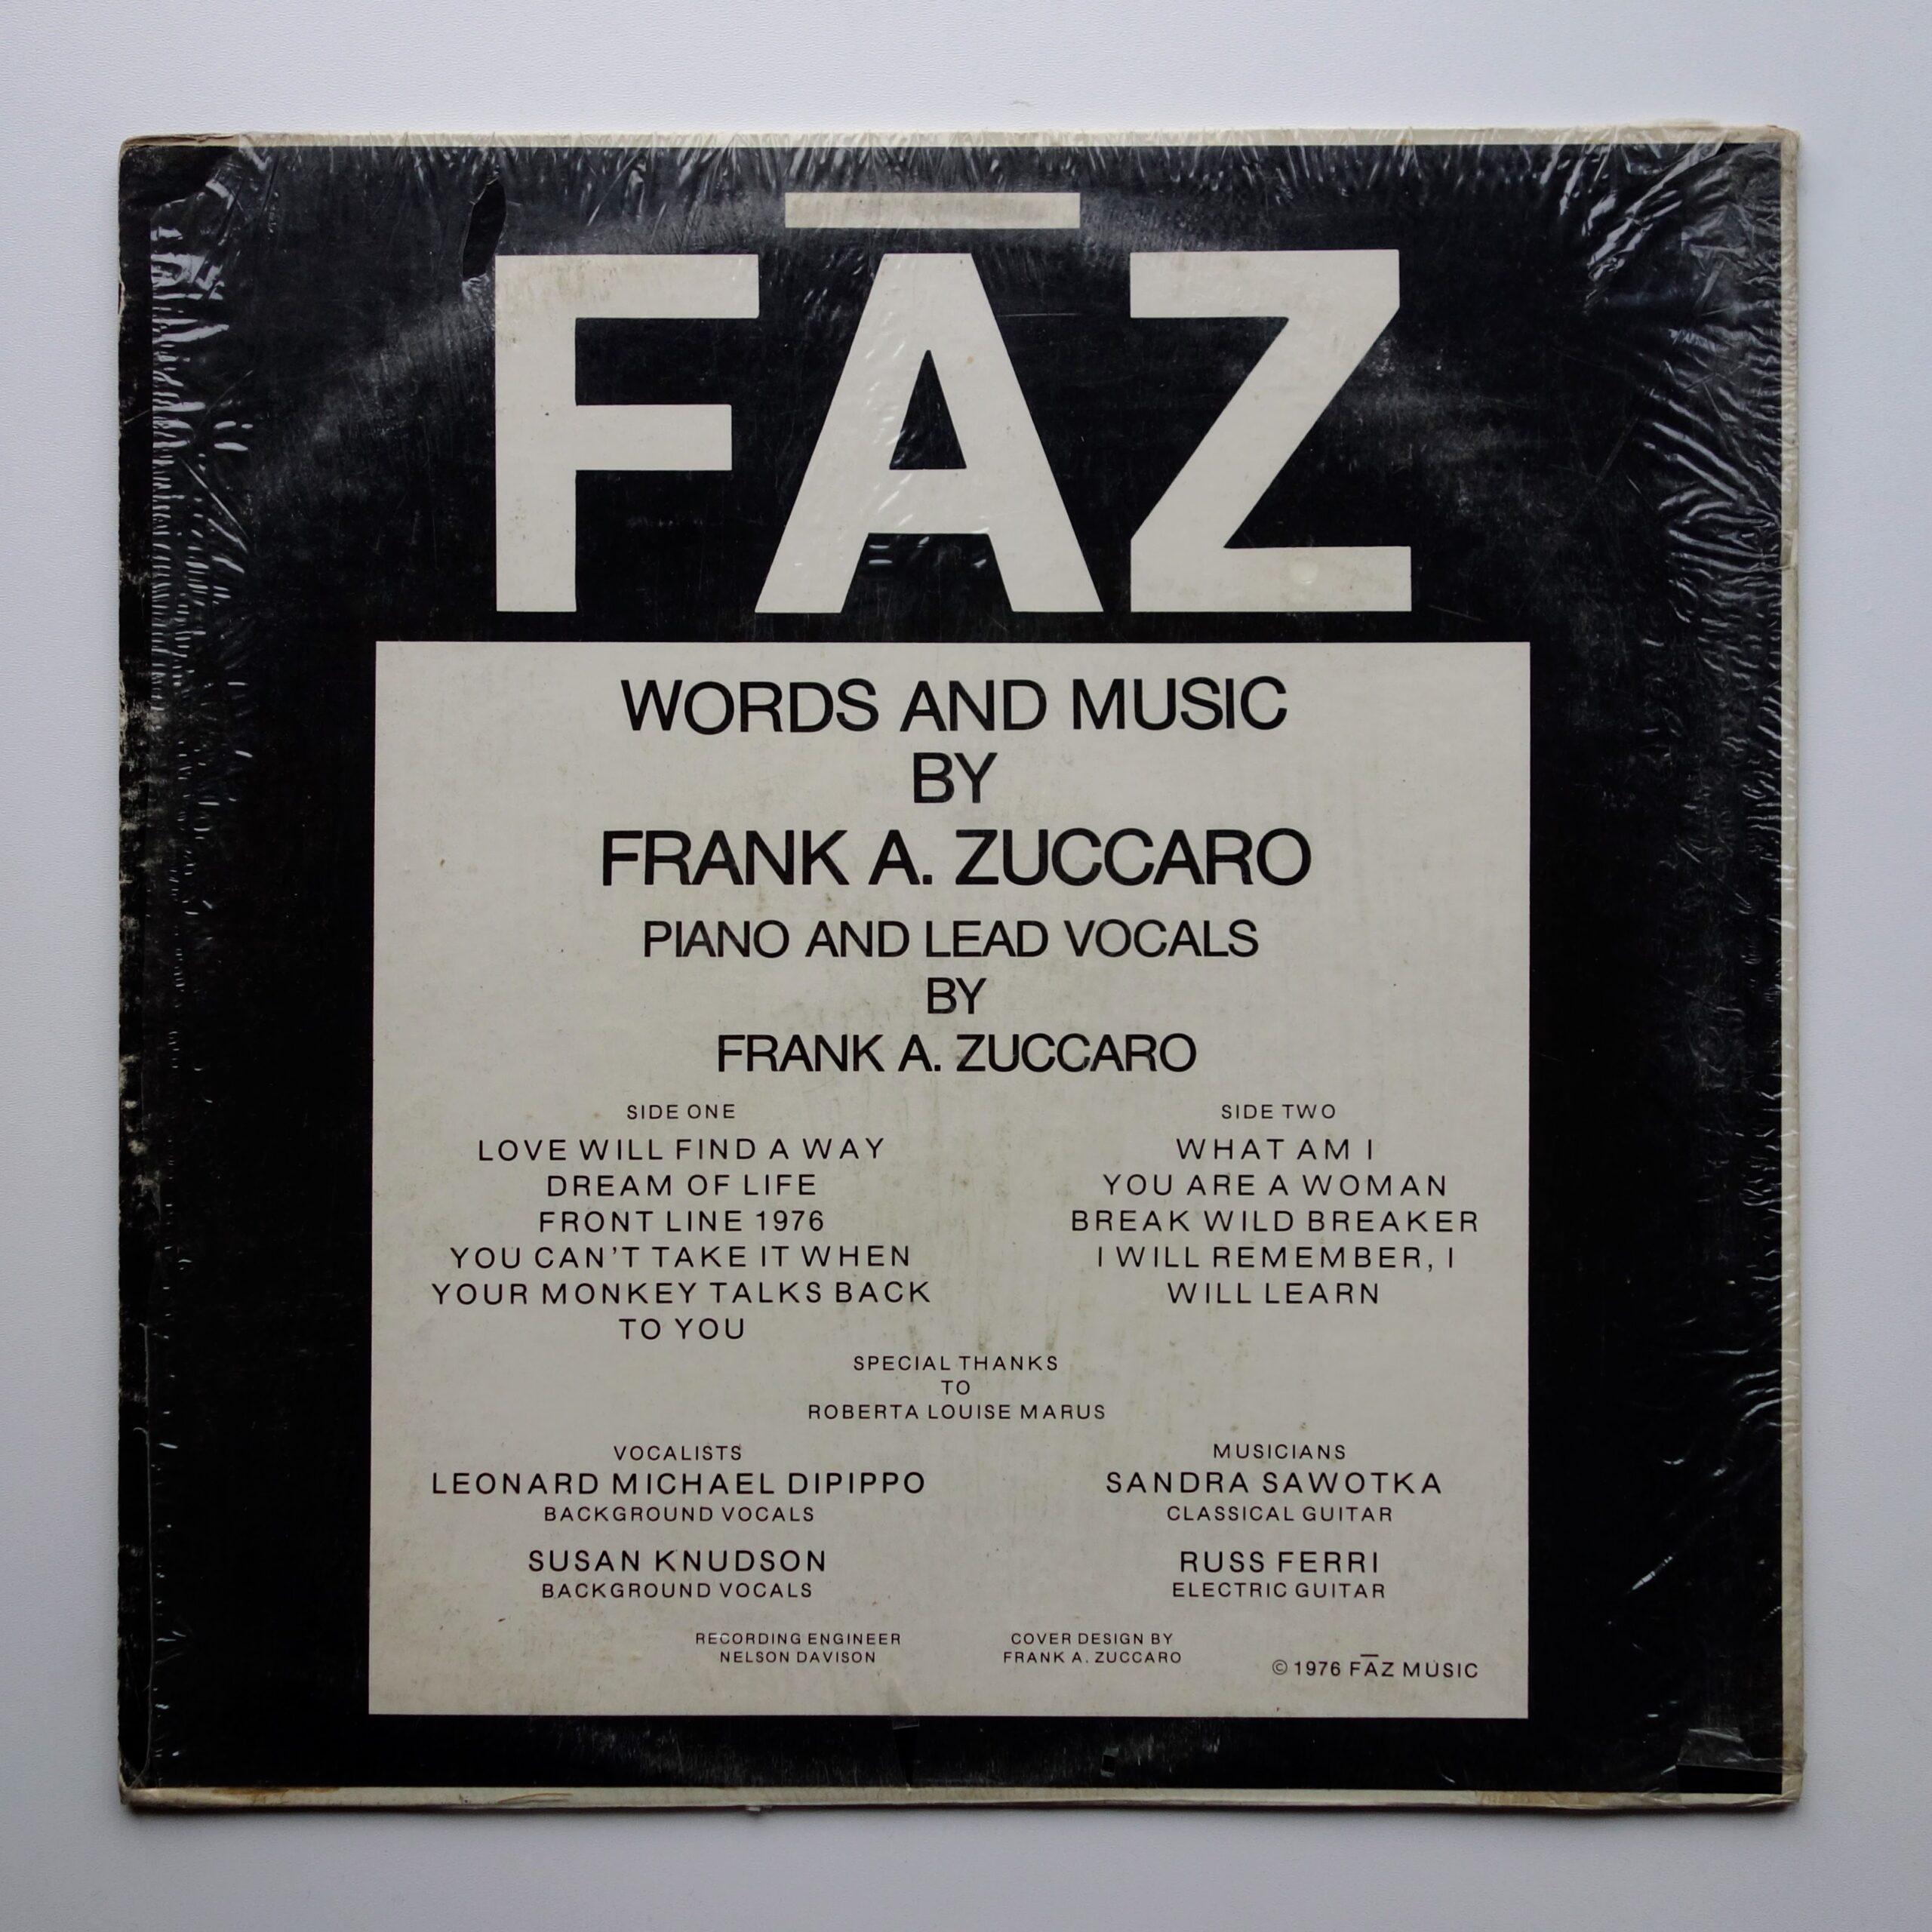 FĀZ
WORDS AND MUSIC
BY
FRANK A. ZUCCARO
PIANO AND LEAD VOCALS
BY
FRANK A. ZUCCARO
SIDE ONE
LOVE WILL FIND A WAY
DREAM OF LIFE
FRONT LINE 1976
YOU CAN'T TAKE IT WHEN
YOUR MONKEY TALKS BACK
TO YOU
SIDE TWO
WHAT AM I
YOU ARE A WOMAN
BREAK WILD BREAKER
I WILL REMEMBER, I
WILL LEARN
SPECIAL THANKS
TO
ROBERTA LOUISE MARUS
VOCALISTS
LEONARD MICHAEL DIPIPPO
BACKGROUND VOCALS
SUSAN KNUDSON
BACKGROUND VOCALS
MUSICIANS
SANDRA SAWOTKA
CLASSICAL GUITAR
RUSS FERRI
ELECTRIC GUITAR
RECORDING ENGINEER
NELSON DAVISON
COVER DESIGN BY
FRANK A. ZUCCARO
© 1976 FĀZ MUSIC